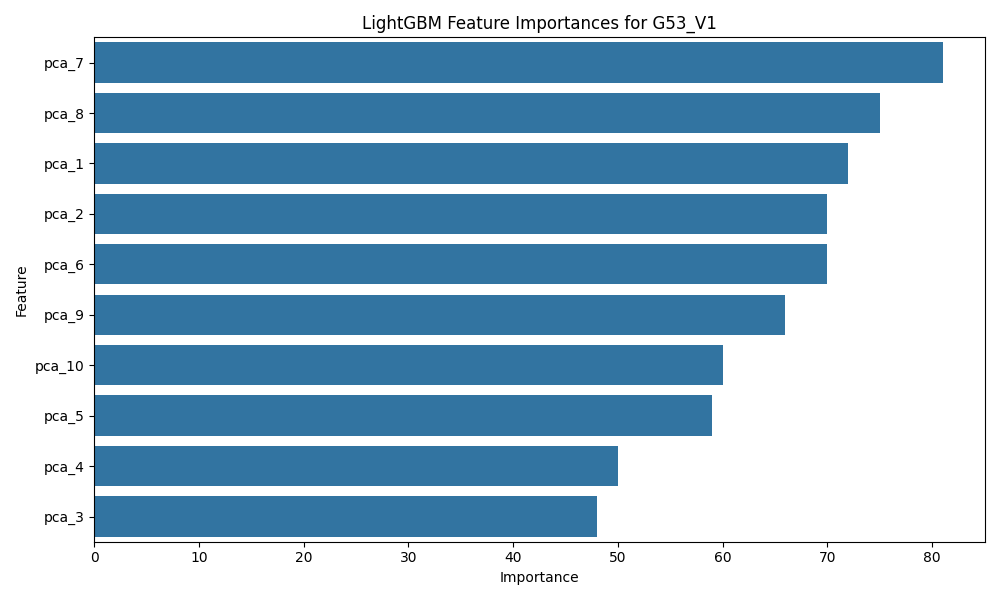 LightGBM Feature Importances for G53_V1
Feature
pca_7
pca_8
pca_1
pca_2
pca_6
pca_9
pca_10
pca_5
pca_4
pca_3
0 10 20 30 40 50 60 70 80
Importance